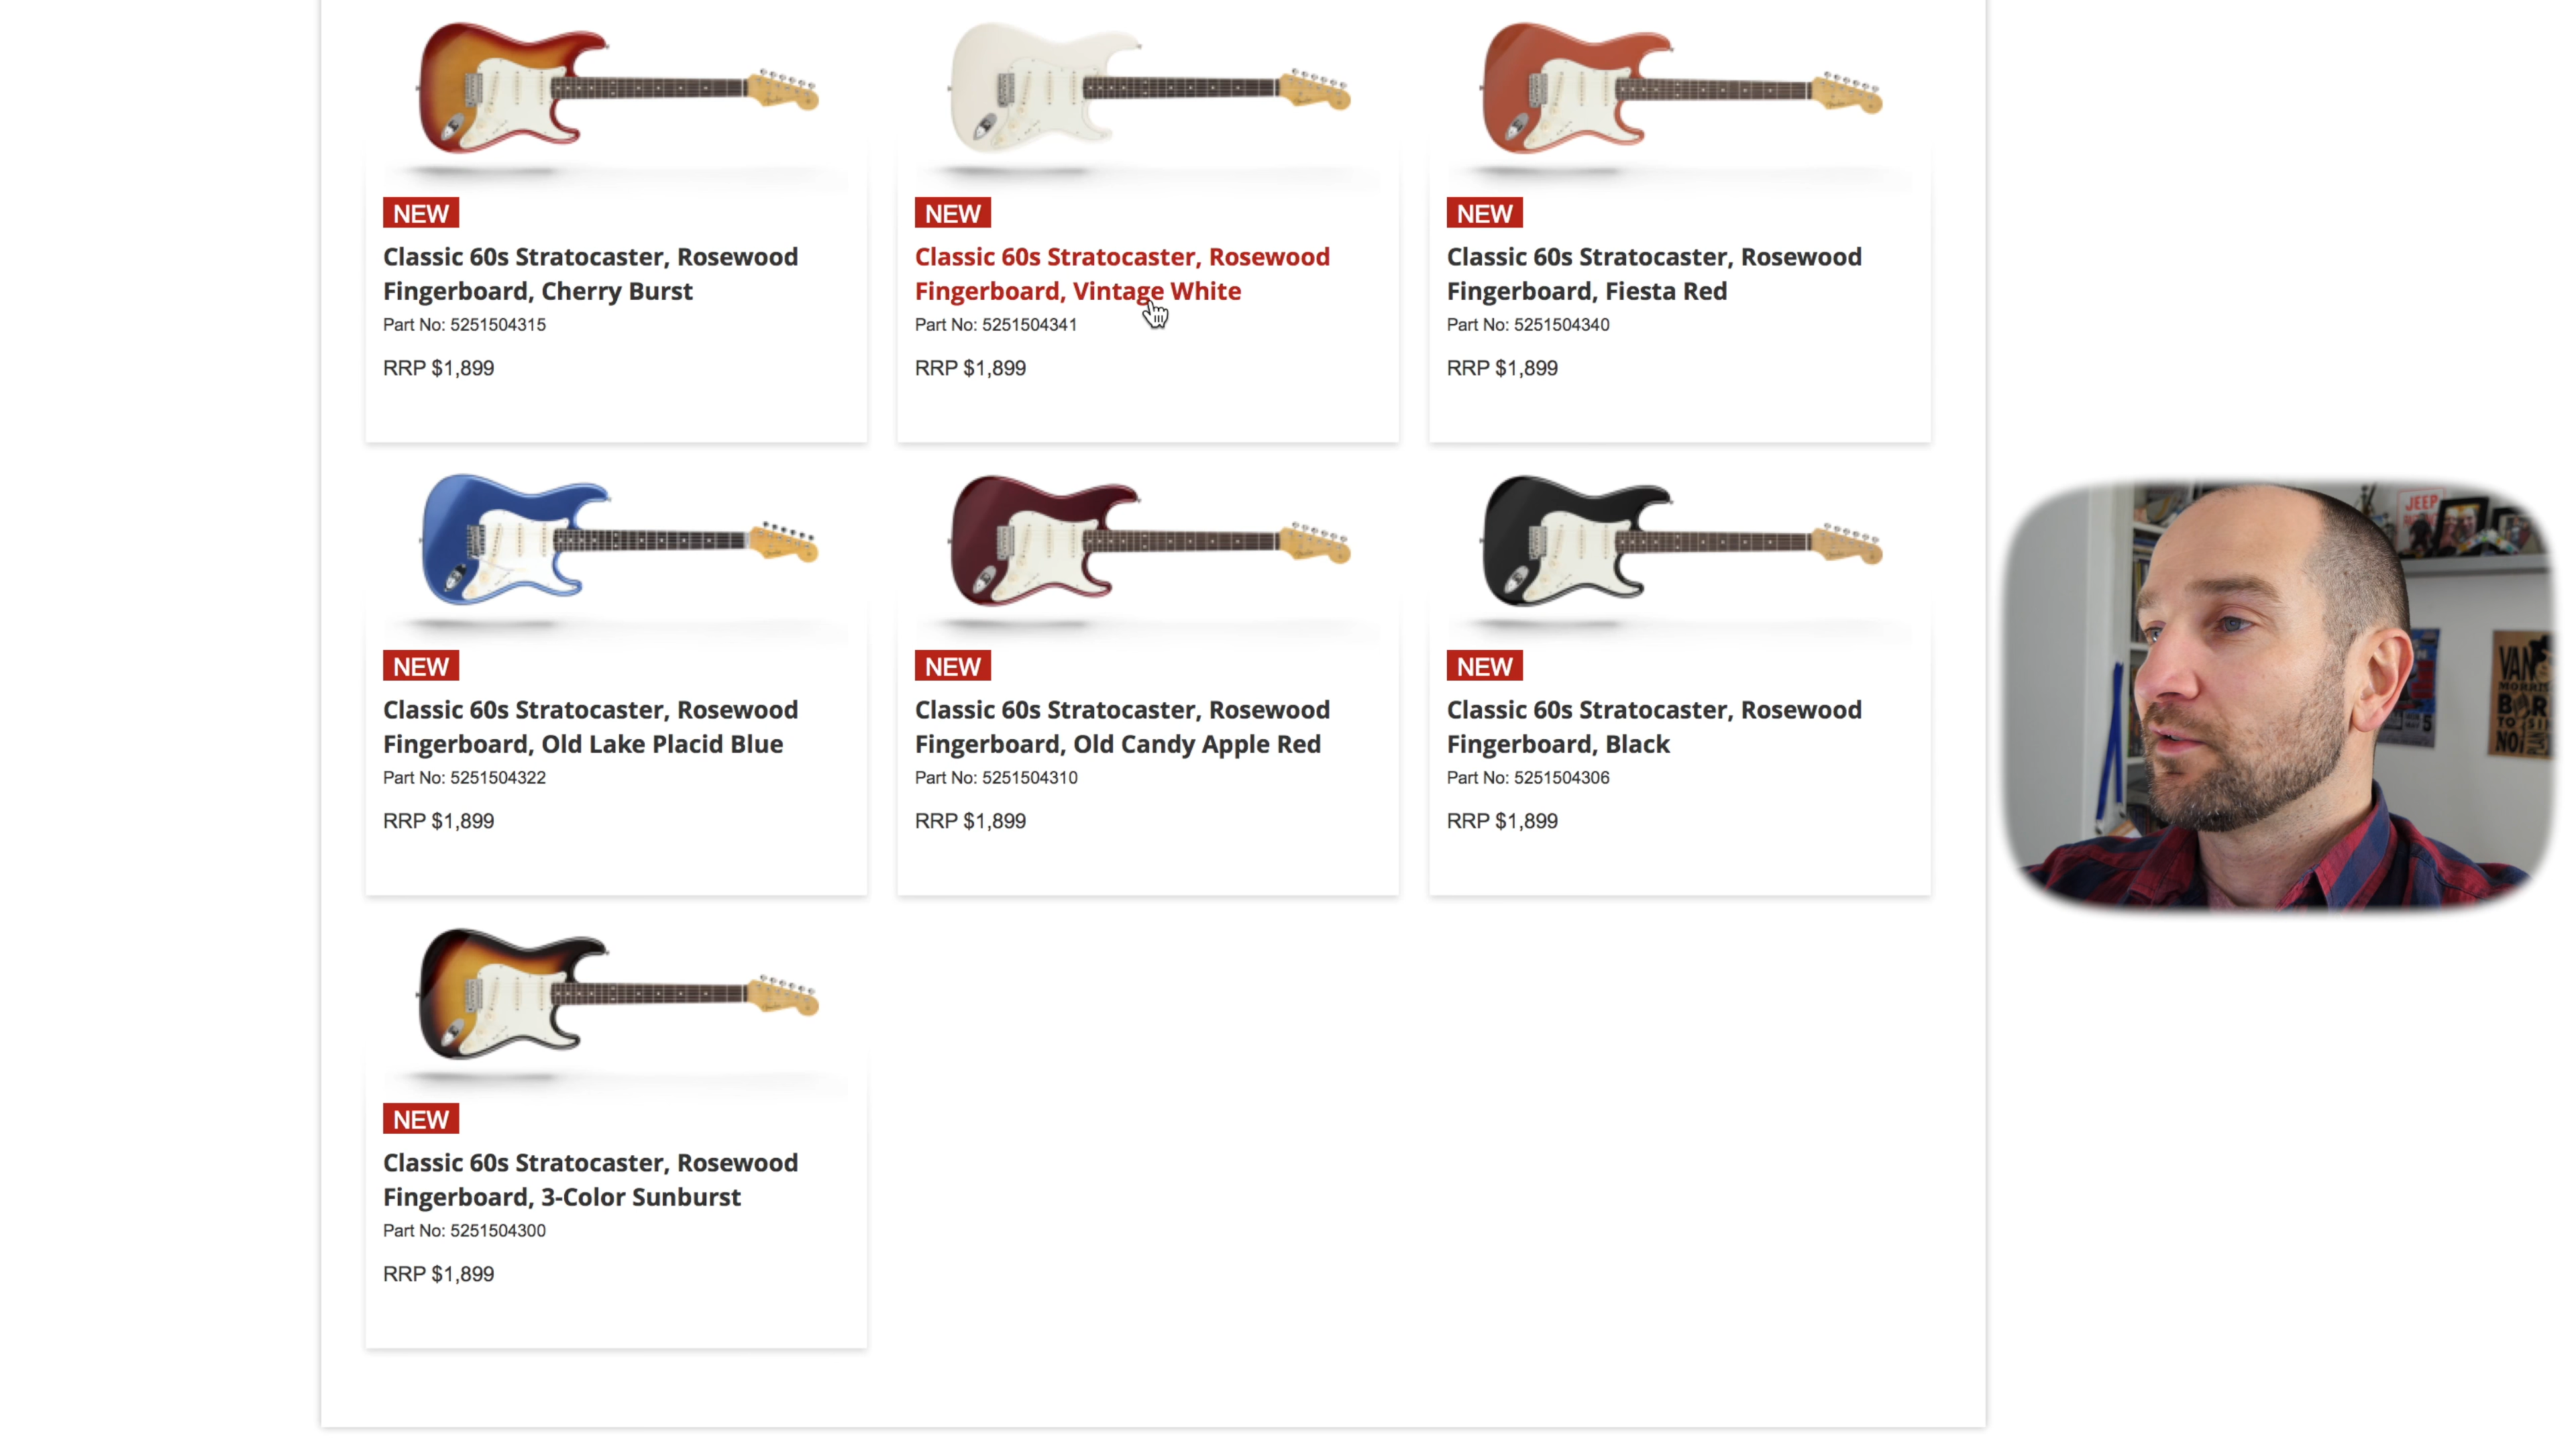 NEW
Classic 60s Stratocaster, Rosewood
Fingerboard, Cherry Burst
Part No: 5251504315
RRP $1,899
NEW
Classic 60s Stratocaster, Rosewood
Fingerboard, Vintage White
Part No: 5251504341
RRP $1,899
NEW
Classic 60s Stratocaster, Rosewood
Fingerboard, Fiesta Red
Part No: 5251504340
RRP $1,899
NEW
Classic 60s Stratocaster, Rosewood
Fingerboard, Old Lake Placid Blue
Part No: 5251504322
RRP $1,899
NEW
Classic 60s Stratocaster, Rosewood
Fingerboard, Old Candy Apple Red
Part No: 5251504310
RRP $1,899
NEW
Classic 60s Stratocaster, Rosewood
Fingerboard, Black
Part No: 5251504306
RRP $1,899
NEW
Classic 60s Stratocaster, Rosewood
Fingerboard, 3-Color Sunburst
Part No: 5251504300
RRP $1,899
JEEP
VAN
MORRIS
TO
5